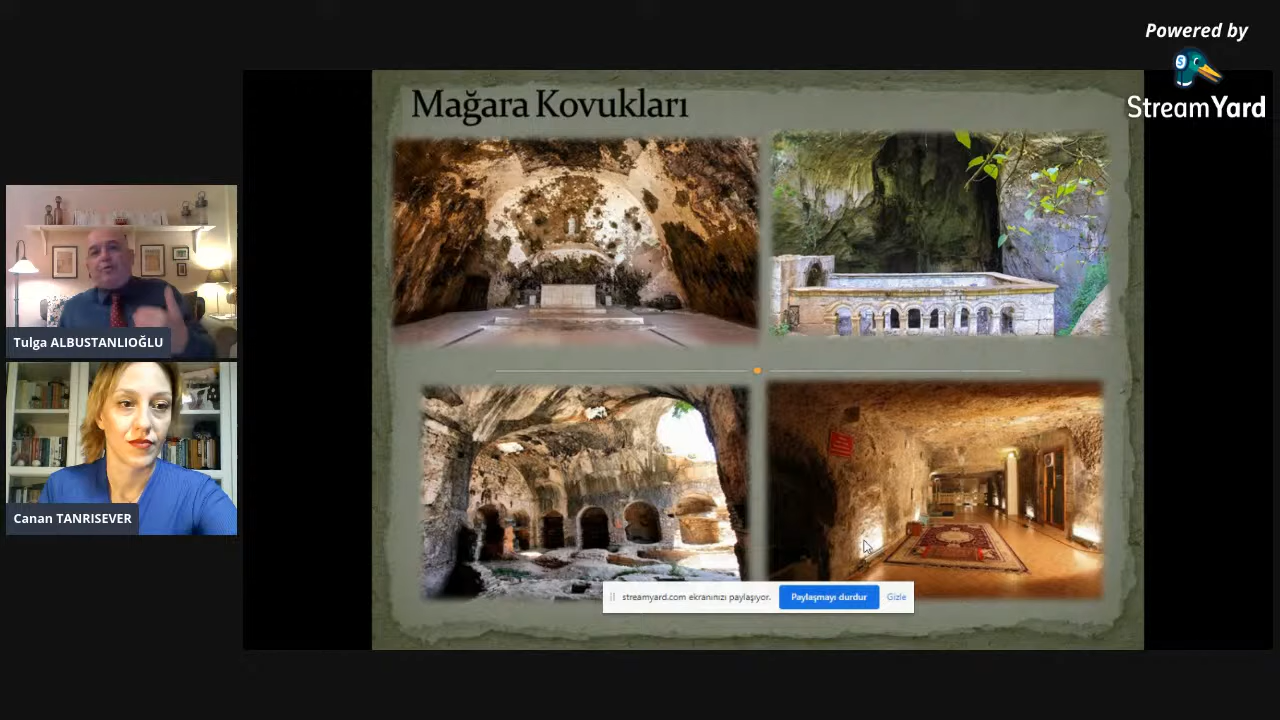 Powered by
StreamYard
Mağara Kovukları
Tulga ALBUSTANLIOĞLU
Canan TANRISEVER
streamyard.com ekranınızı paylaşıyor.
Paylaşmayı durdur
Gizle